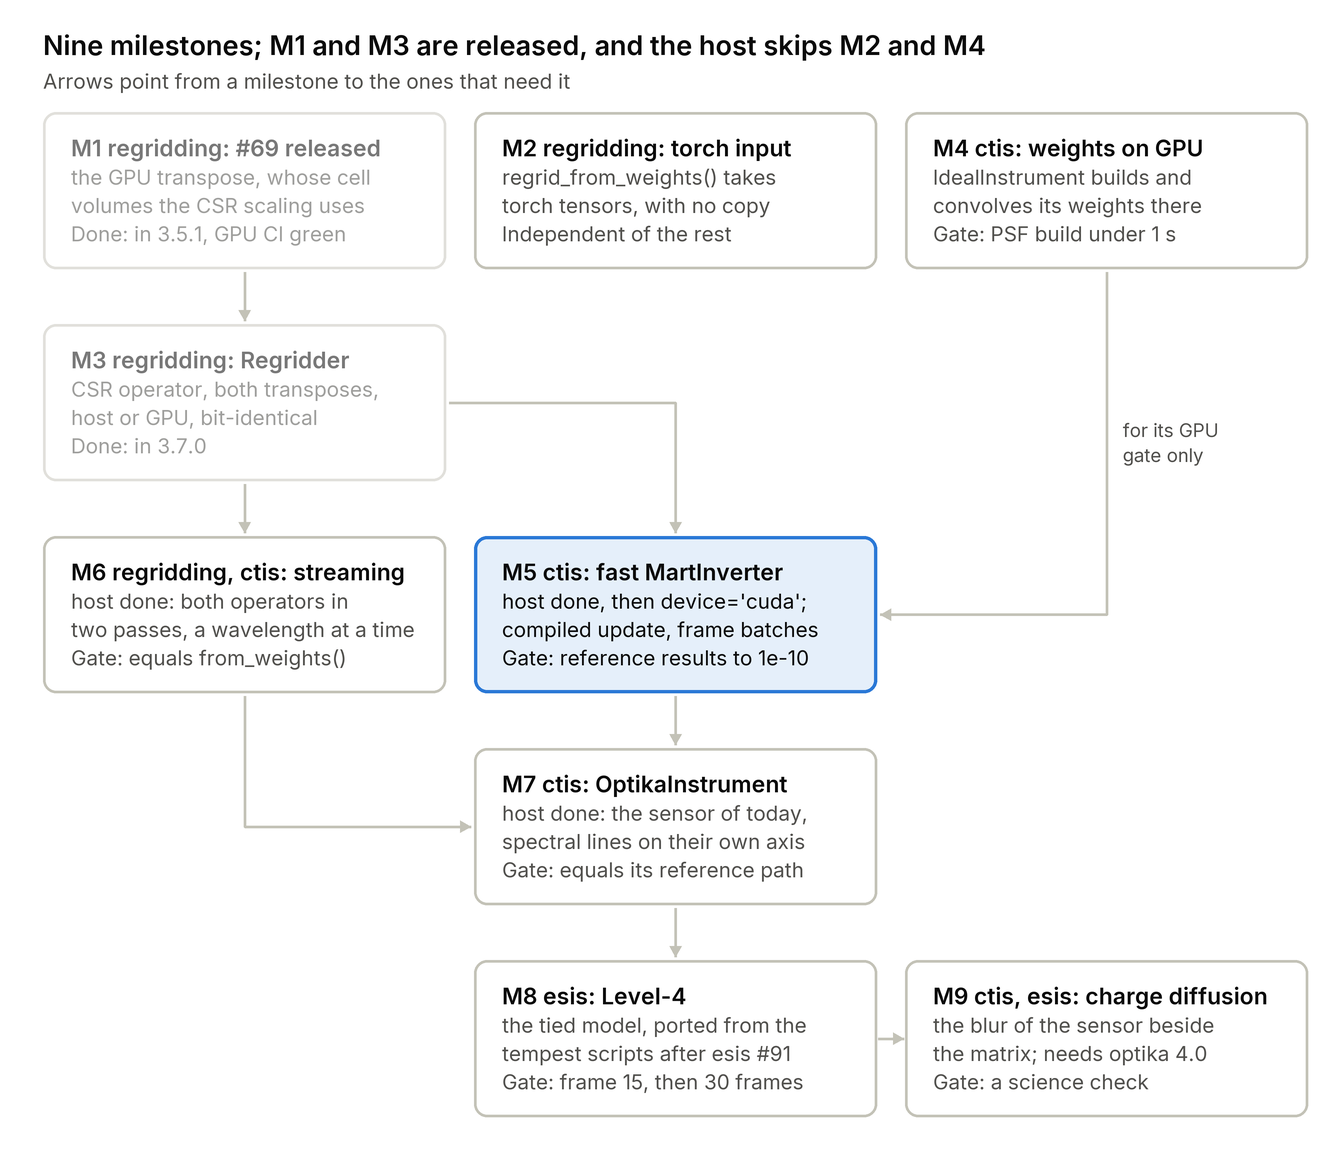 Nine milestones; M1 and M3 are released, and the host skips M2 and M4
Arrows point from a milestone to the ones that need it
M1 regridding: #69 released
the GPU transpose, whose cell
volumes the CSR scaling uses
Done: in 3.5.1, GPU CI green
M2 regridding: torch input
regrid_from_weights() takes
torch tensors, with no copy
Independent of the rest
M4 ctis: weights on GPU
IdealInstrument builds and
convolves its weights there
Gate: PSF build under 1 s
M3 regridding: Regridder
CSR operator, both transposes,
host or GPU, bit-identical
Done: in 3.7.0
for its GPU
gate only
M6 regridding, ctis: streaming
host done: both operators in
two passes, a wavelength at a time
Gate: equals from_weights()
M5 ctis: fast MartInverter
host done, then device='cuda';
compiled update, frame batches
Gate: reference results to 1e-10
M7 ctis: OptikaInstrument
host done: the sensor of today,
spectral lines on their own axis
Gate: equals its reference path
M8 esis: Level-4
the tied model, ported from the
tempest scripts after esis #91
Gate: frame 15, then 30 frames
M9 ctis, esis: charge diffusion
the blur of the sensor beside
the matrix; needs optika 4.0
Gate: a science check